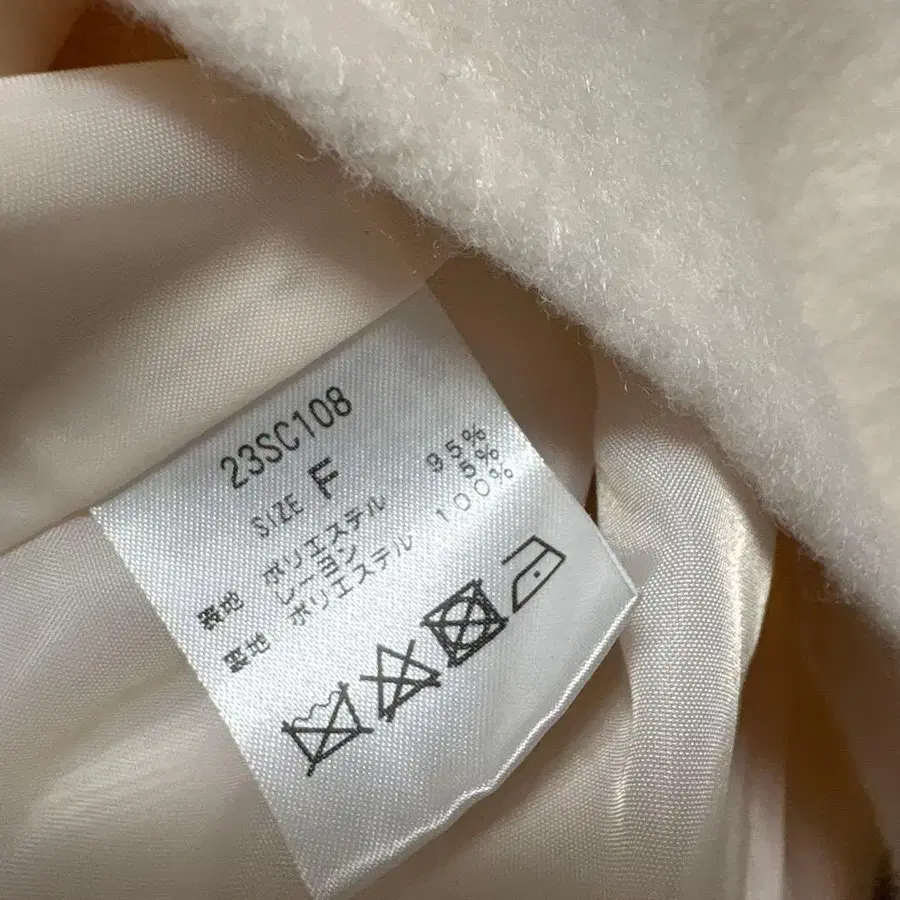 23SC108
SIZE F
表地 ポリエステル 95%
レーヨン 5%
裏地 ポリエステル 100%